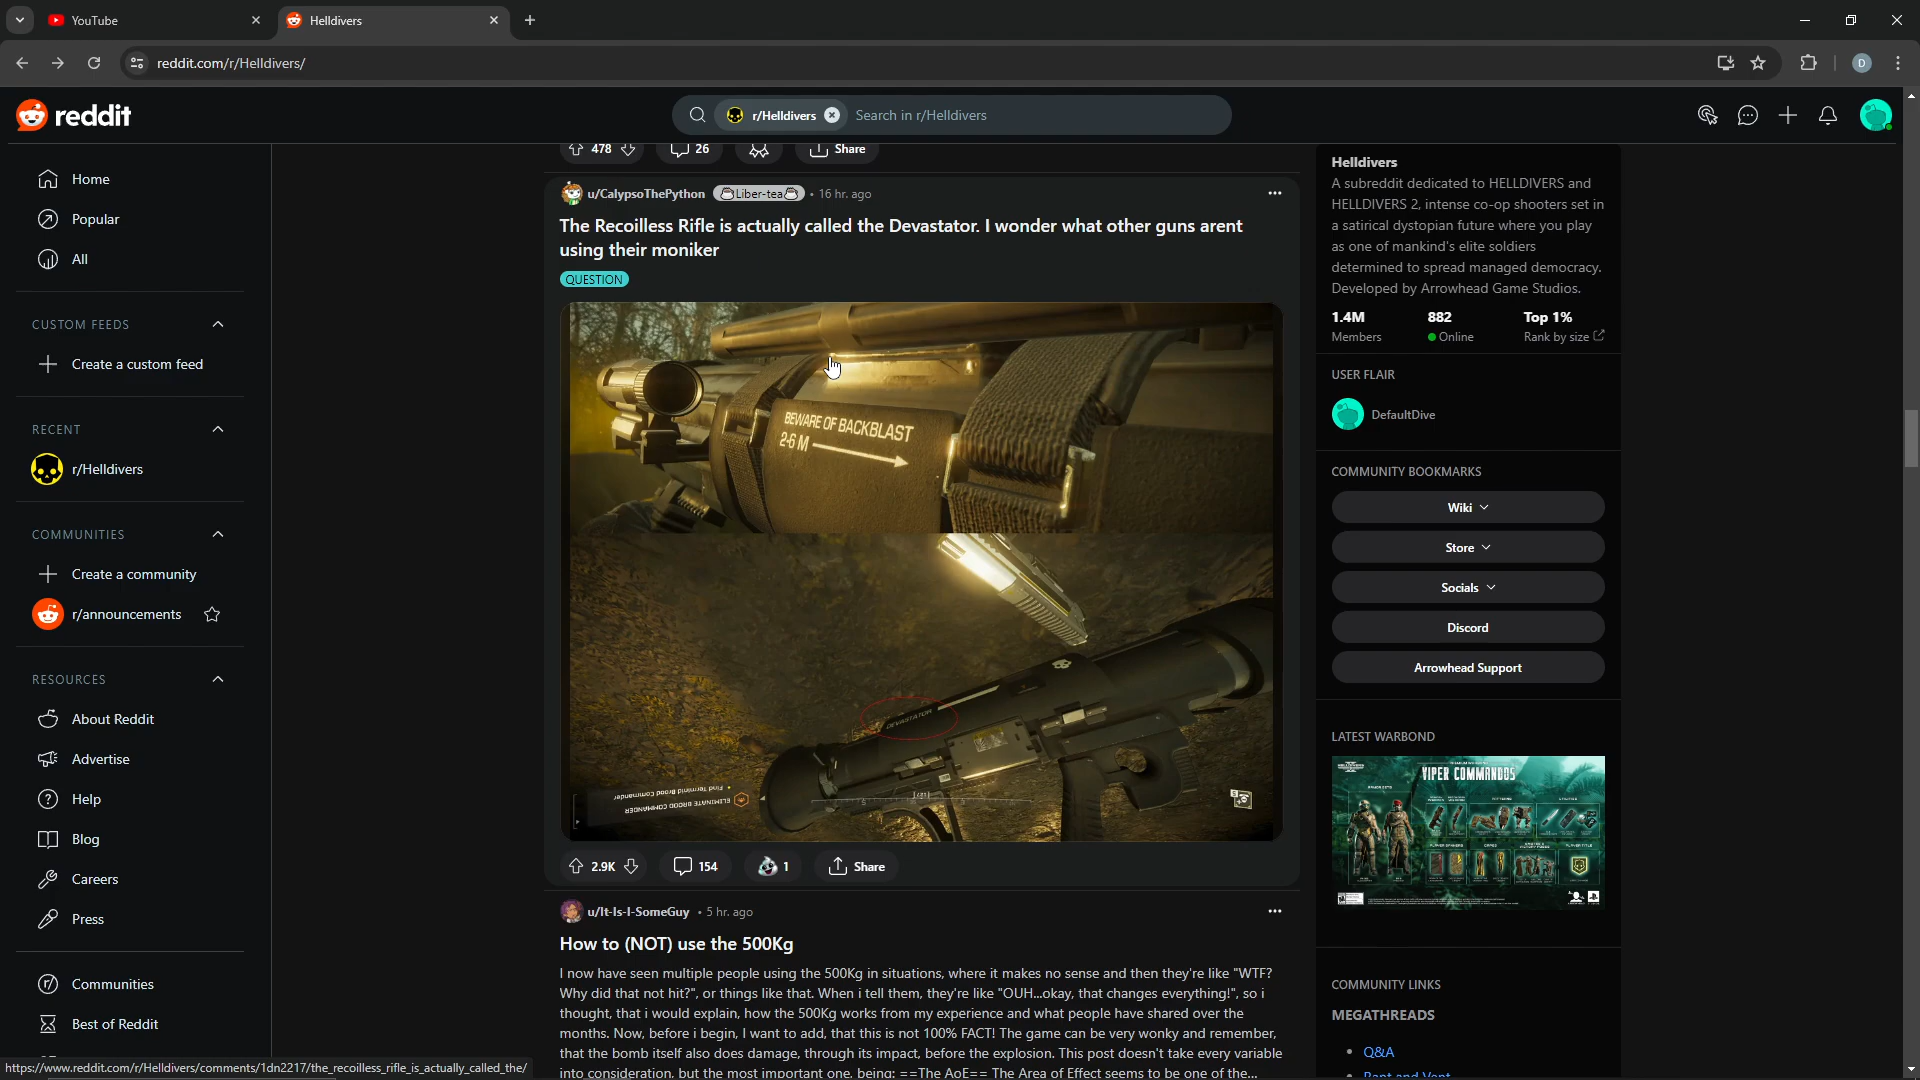 YouTube
Helldivers
reddit.com/r/Helldivers/
D
reddit
r/Helldivers
Search in r/Helldivers
Home
Popular
All
CUSTOM FEEDS
Create a custom feed
RECENT
r/Helldivers
COMMUNITIES
Create a community
r/announcements
RESOURCES
About Reddit
Advertise
Help
Blog
Careers
Press
Communities
Best of Reddit
478
26
Share
u/CalypsoThePython ☕Liber-tea☕ • 16 hr. ago
The Recoilless Rifle is actually called the Devastator. I wonder what other guns arent
using their moniker
QUESTION
BEWARE OF BACKBLAST
2-6 M
DEVASTATOR
ELIMINATE BROOD COMMANDER
Find Terminid Brood Commander
2.9K
154
1
Share
u/It-Is-I-SomeGuy • 5 hr. ago
How to (NOT) use the 500Kg
I now have seen multiple people using the 500Kg in situations, where it makes no sense and then they're like "WTF?
Why did that not hit?", or things like that. When i tell them, they're like "OUH...okay, that changes everything!", so i
thought, that i would explain, how the 500Kg works from my experience and what people have shared over the
months. Now, before i begin, I want to add, that this is not 100% FACT! The game can be very wonky and remember,
that the bomb itself also does damage, through its impact, before the explosion. This post doesn't take every variable
into consideration, but the most important one, being: ==The AoE== The Area of Effect seems to be one of the...
Helldivers
A subreddit dedicated to HELLDIVERS and
HELLDIVERS 2, intense co-op shooters set in
a satirical dystopian future where you play
as one of mankind's elite soldiers
determined to spread managed democracy.
Developed by Arrowhead Game Studios.
1.4M
Members
882
Online
Top 1%
Rank by size
USER FLAIR
DefaultDive
COMMUNITY BOOKMARKS
Wiki
Store
Socials
Discord
Arrowhead Support
LATEST WARBOND
VIPER COMMANDOS
COMMUNITY LINKS
MEGATHREADS
• Q&A
• Rant and Vent
https://www.reddit.com/r/Helldivers/comments/1dn2217/the_recoilless_rifle_is_actually_called_the/